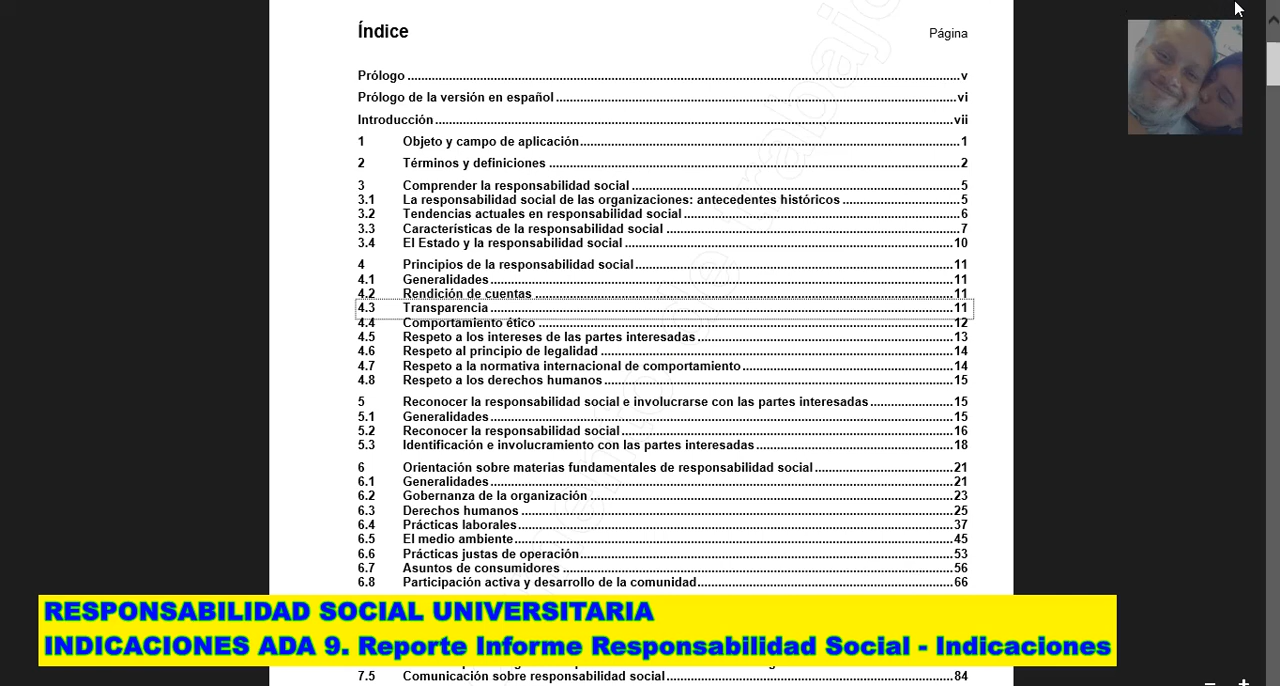 Índice
Página
Prólogo ........ v
Prólogo de la versión en español ........ vi
Introducción ........ vii
1 Objeto y campo de aplicación ........ 1
2 Términos y definiciones ........ 2
3 Comprender la responsabilidad social ........ 5
3.1 La responsabilidad social de las organizaciones: antecedentes históricos ........ 5
3.2 Tendencias actuales en responsabilidad social ........ 6
3.3 Características de la responsabilidad social ........ 7
3.4 El Estado y la responsabilidad social ........ 10
4 Principios de la responsabilidad social ........ 11
4.1 Generalidades ........ 11
4.2 Rendición de cuentas ........ 11
4.3 Transparencia ........ 11
4.4 Comportamiento ético ........ 12
4.5 Respeto a los intereses de las partes interesadas ........ 13
4.6 Respeto al principio de legalidad ........ 14
4.7 Respeto a la normativa internacional de comportamiento ........ 14
4.8 Respeto a los derechos humanos ........ 15
5 Reconocer la responsabilidad social e involucrarse con las partes interesadas ........ 15
5.1 Generalidades ........ 15
5.2 Reconocer la responsabilidad social ........ 16
5.3 Identificación e involucramiento con las partes interesadas ........ 18
6 Orientación sobre materias fundamentales de responsabilidad social ........ 21
6.1 Generalidades ........ 21
6.2 Gobernanza de la organización ........ 23
6.3 Derechos humanos ........ 25
6.4 Prácticas laborales ........ 37
6.5 El medio ambiente ........ 45
6.6 Prácticas justas de operación ........ 53
6.7 Asuntos de consumidores ........ 56
6.8 Participación activa y desarrollo de la comunidad ........ 66
RESPONSABILIDAD SOCIAL UNIVERSITARIA
INDICACIONES ADA 9. Reporte Informe Responsabilidad Social - Indicaciones
7.5 Comunicación sobre responsabilidad social ........ 84